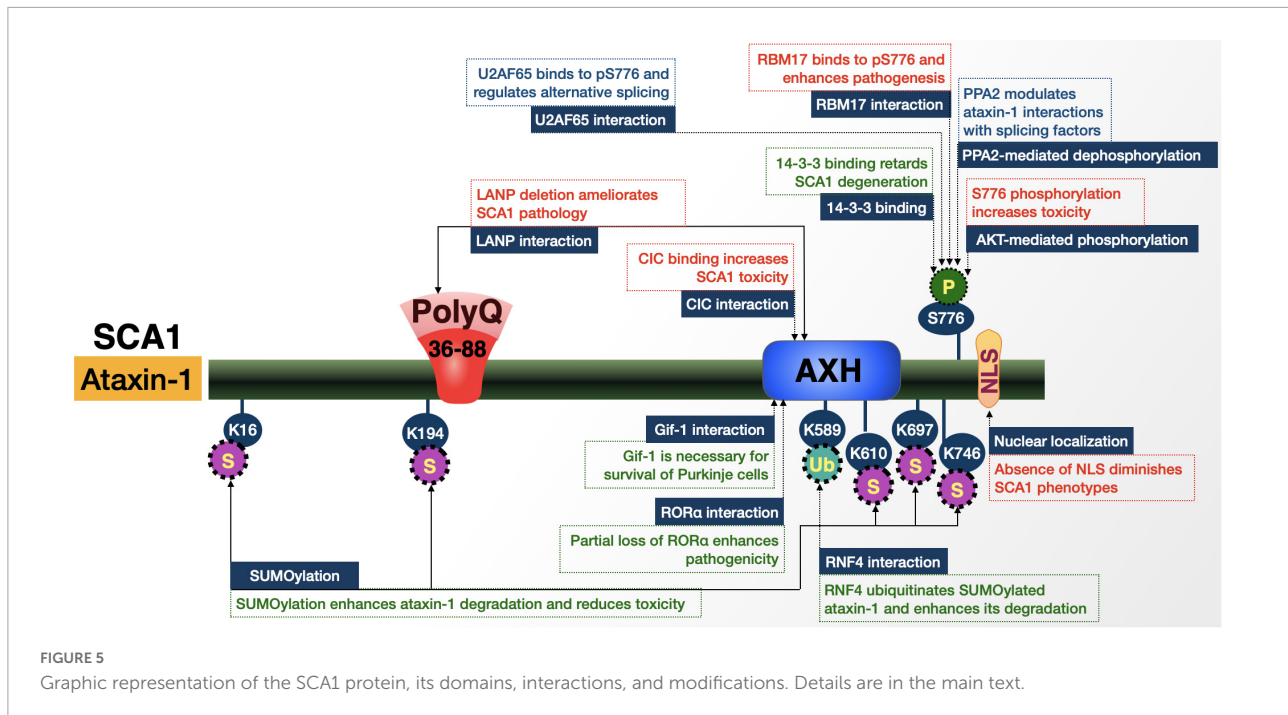 RBM17 binds to pS776 and
enhances pathogenesis
RBM17 interaction
U2AF65 binds to pS776 and
regulates alternative splicing
U2AF65 interaction
PPA2 modulates
ataxin-1 interactions
with splicing factors
PPA2-mediated dephosphorylation
14-3-3 binding retards
SCA1 degeneration
14-3-3 binding
S776 phosphorylation
increases toxicity
AKT-mediated phosphorylation
LANP deletion ameliorates
SCA1 pathology
LANP interaction
CIC binding increases
SCA1 toxicity
CIC interaction
P
S776
PolyQ
36-88
SCA1
Ataxin-1
AXH
NLS
K16
S
K194
S
K589
Ub
K610
S
K697
S
K746
S
Gif-1 interaction
Gif-1 is necessary for
survival of Purkinje cells
Nuclear localization
Absence of NLS diminishes
SCA1 phenotypes
RORα interaction
Partial loss of RORα enhances
pathogenicity
SUMOylation
SUMOylation enhances ataxin-1 degradation and reduces toxicity
RNF4 interaction
RNF4 ubiquitinates SUMOylated
ataxin-1 and enhances its degradation
FIGURE 5
Graphic representation of the SCA1 protein, its domains, interactions, and modifications. Details are in the main text.